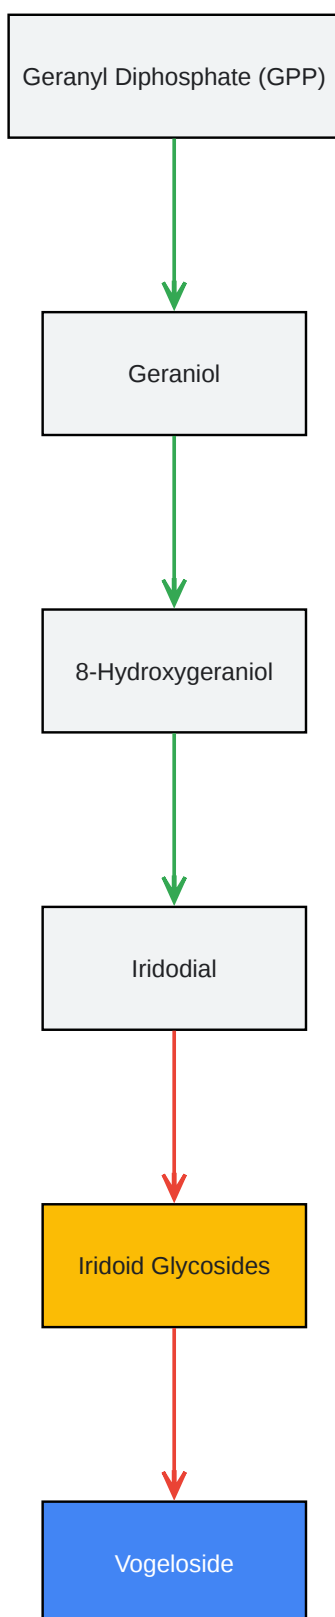 Geranyl Diphosphate (GPP)
Geraniol
8-Hydroxygeraniol
Iridodial
Iridoid Glycosides
Vogeloside